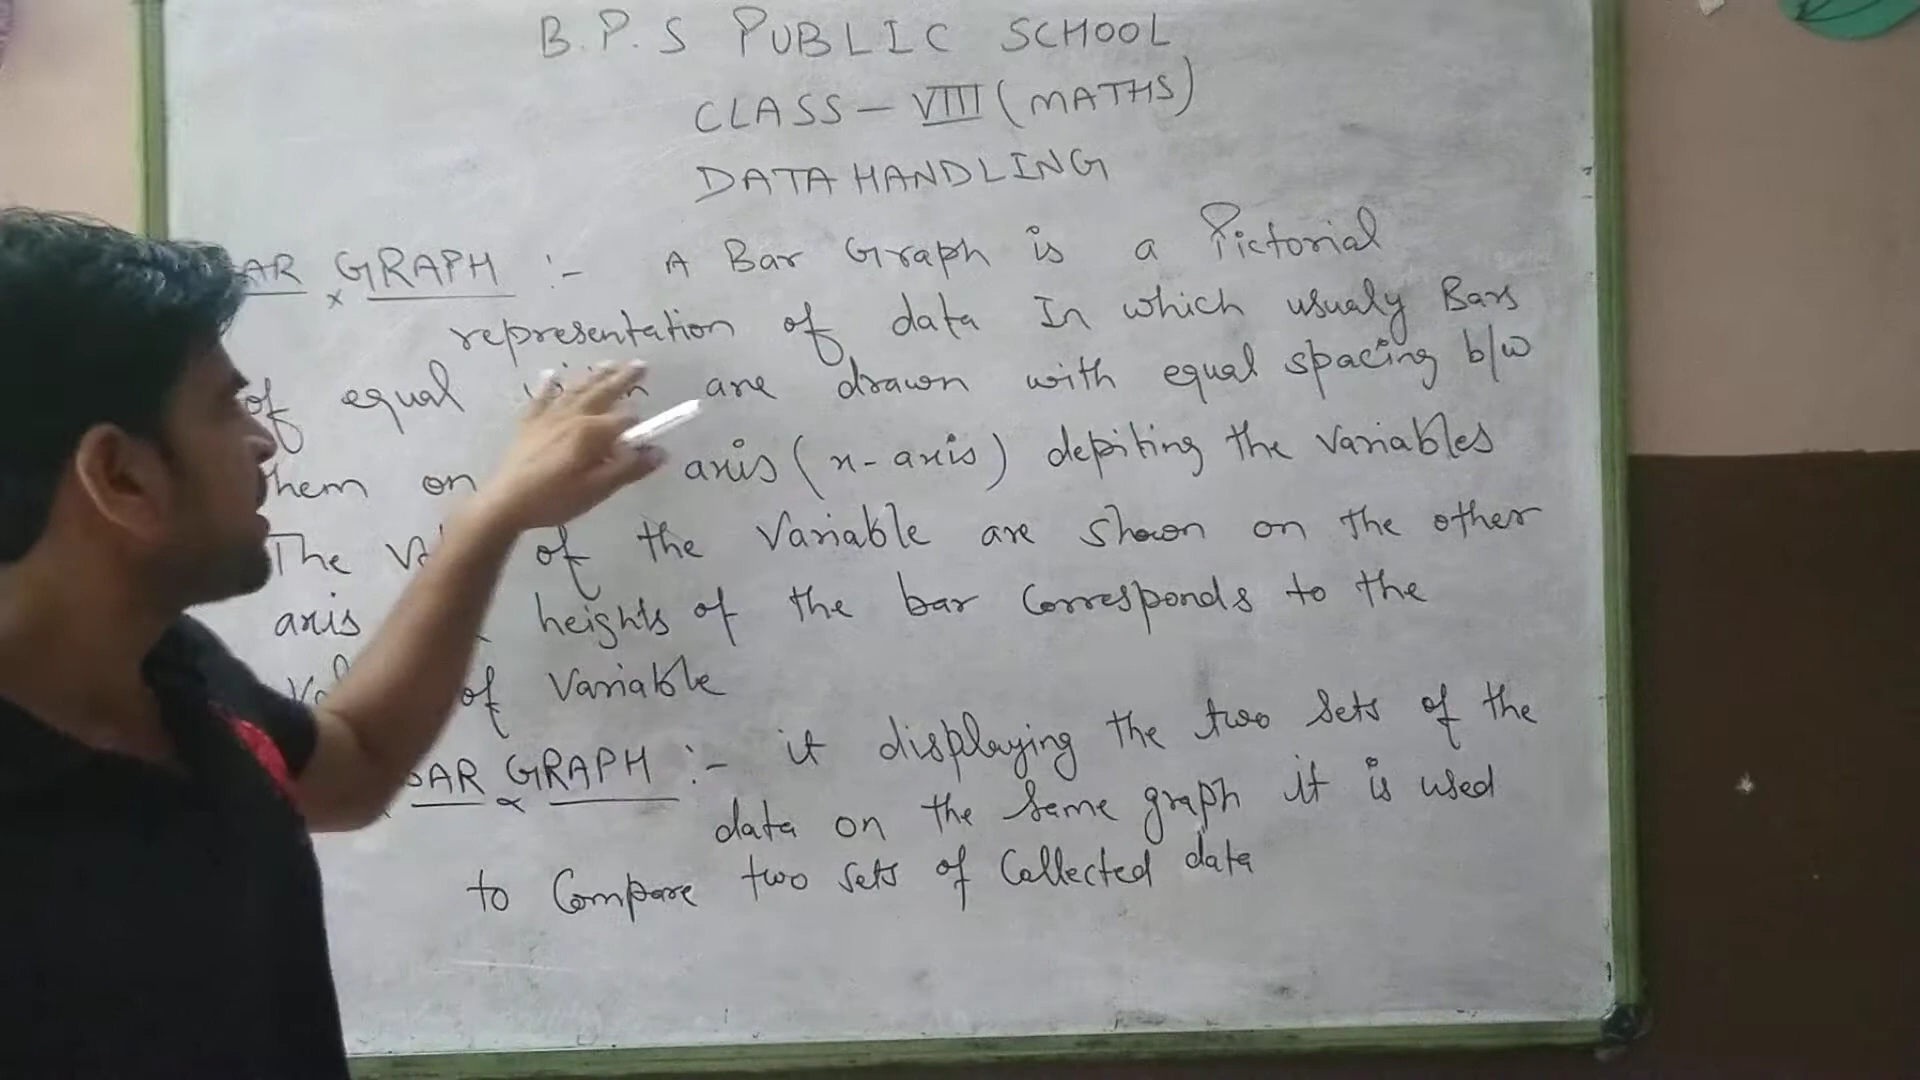 B.P.S PUBLIC SCHOOL
CLASS - VIII (MATHS)
DATA HANDLING
AR GRAPH :- A Bar Graph is a Pictorial
representation of data In which usualy Bars
of equal are drawn with equal spacing b/w
them on axis (x-axis) depiting the variables
The of the Variable are shown on the other
axis heights of the bar Corresponds to the
of Variable
BAR GRAPH :- it displaying the two sets of the
data on the same graph it is used
to Compare two sets of Collected data